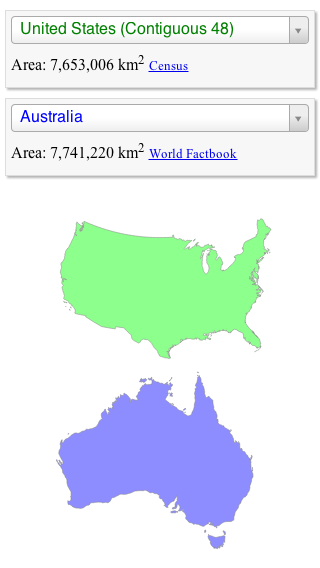 United States (Contiguous 48)
Area: 7,653,006 km² Census
Australia
Area: 7,741,220 km² World Factbook